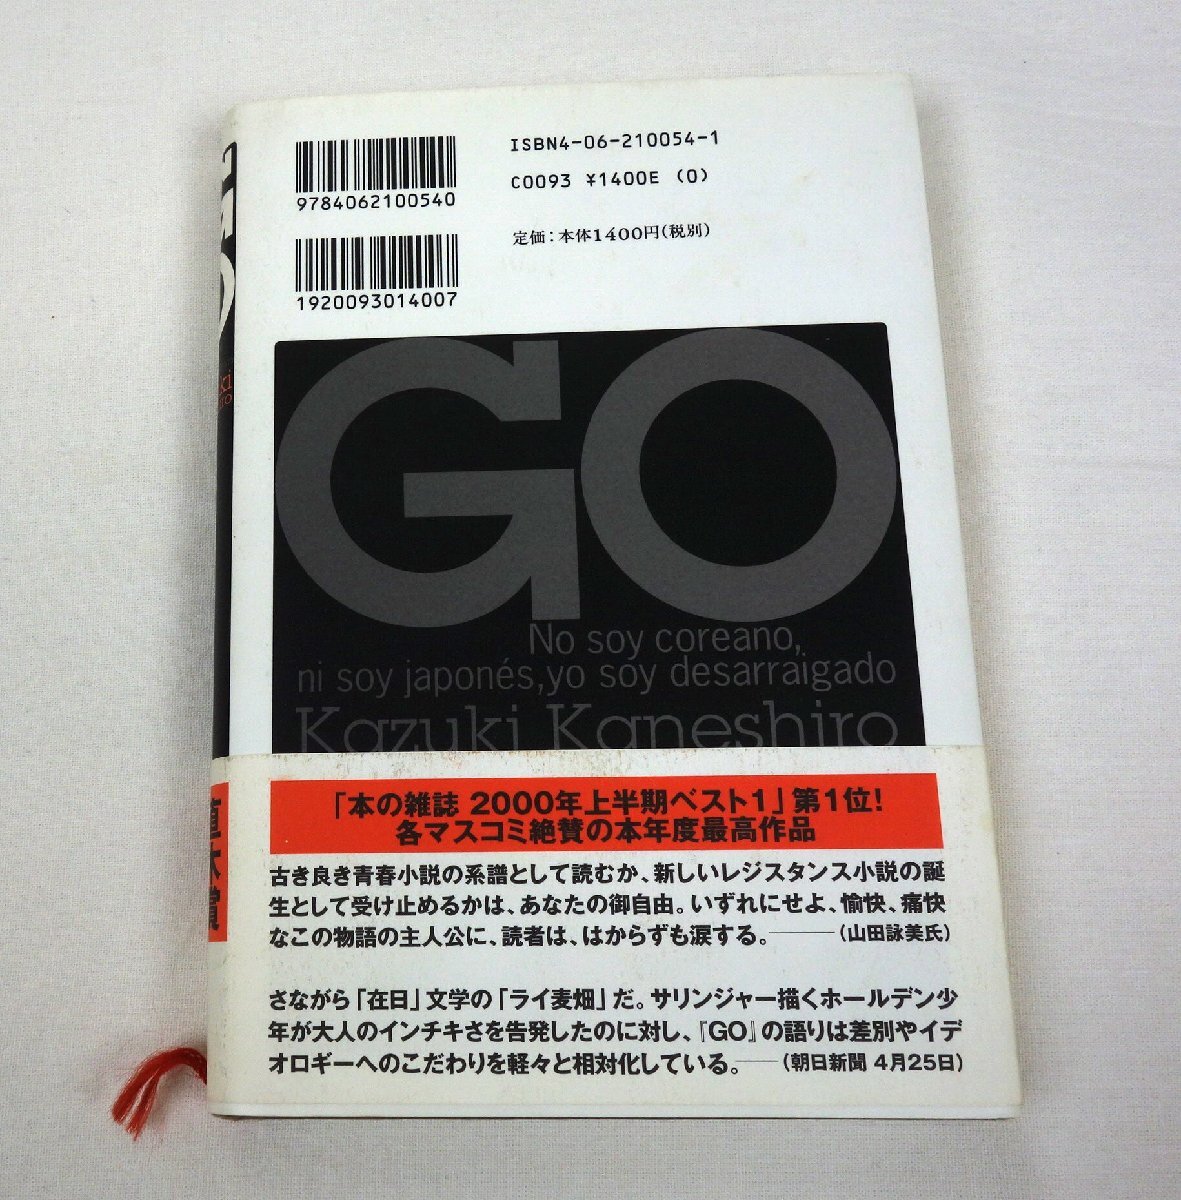 ISBN4-06-210054-1
9784062100540
C0093 ¥1400E (0)
定価：本体1400円(税別)
1920093014007
GO
No soy coreano,
ni soy japonés, yo soy desarraigado
Kazuki Kaneshiro
「本の雑誌 2000年上半期ベスト1」第1位!
各マスコミ絶賛の本年度最高作品
古き良き青春小説の系譜として読むか、新しいレジスタンス小説の誕
生として受け止めるかは、あなたの御自由。いずれにせよ、愉快、痛快
なこの物語の主人公に、読者は、はからずも涙する。――（山田詠美氏）
さながら「在日」文学の「ライ麦畑」だ。サリンジャー描くホールデン少
年が大人のインチキさを告発したのに対し、『GO』の語りは差別やイデ
オロギーへのこだわりを軽々と相対化している。――（朝日新聞 4月25日）
直木賞